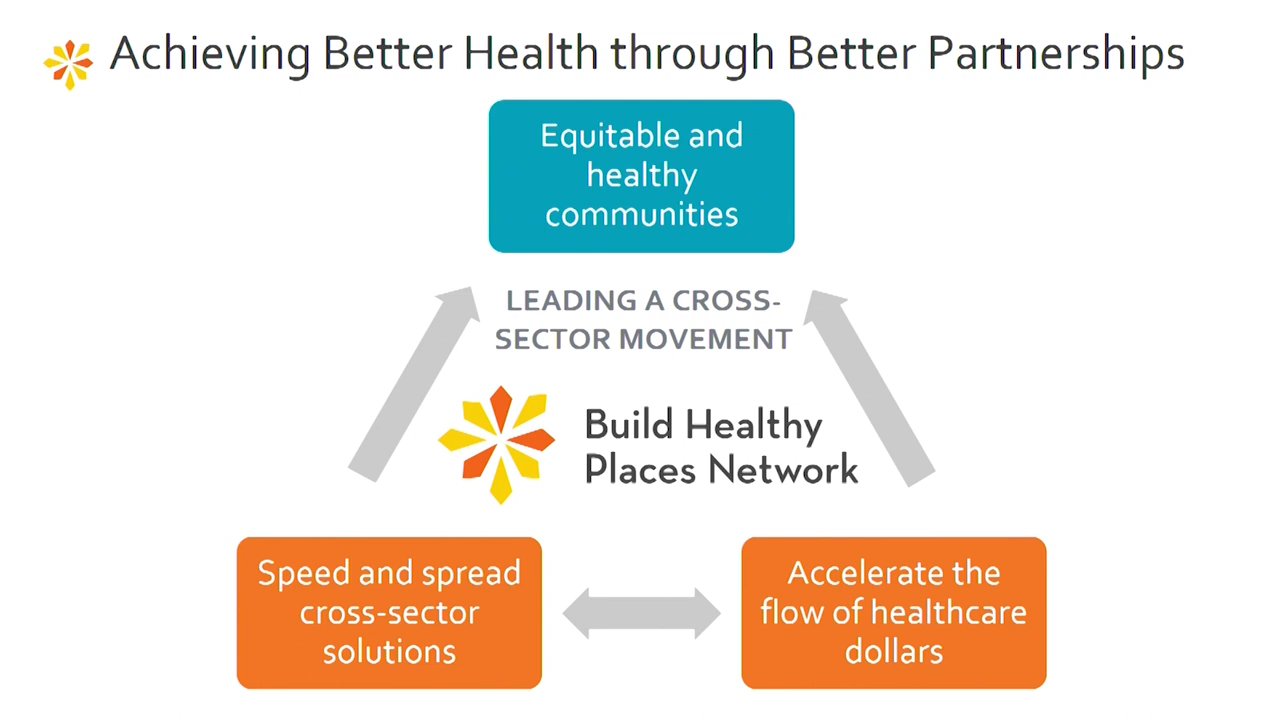 Achieving Better Health through Better Partnerships
Equitable and
healthy
communities
LEADING A CROSS-
SECTOR MOVEMENT
Build Healthy
Places Network
Speed and spread
cross-sector
solutions
Accelerate the
flow of healthcare
dollars